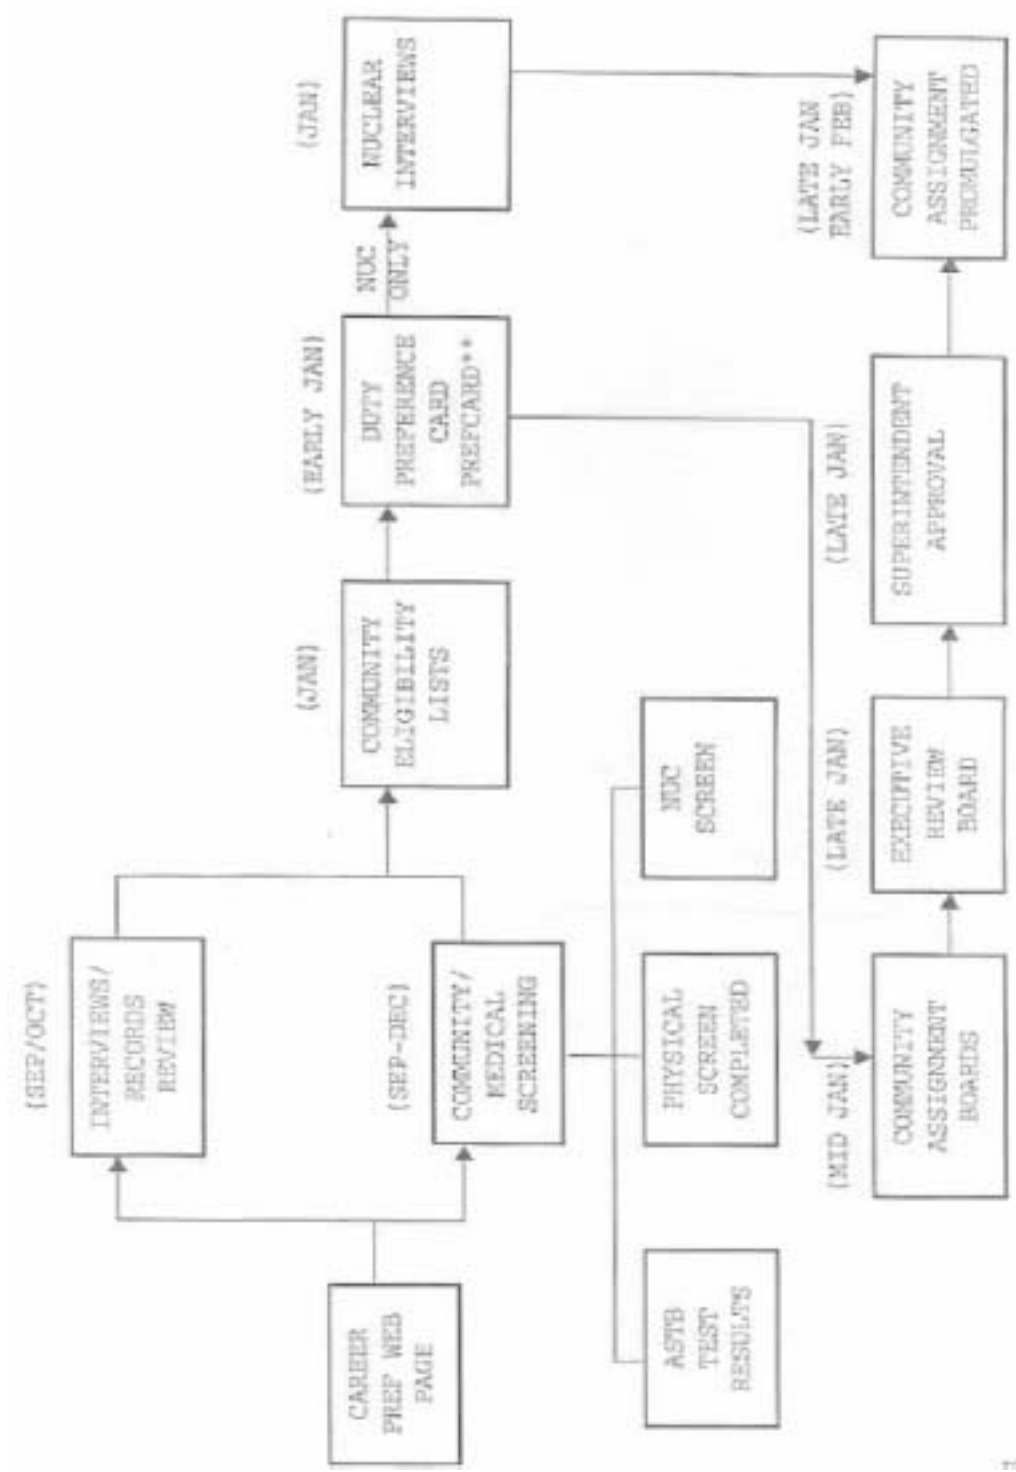 (SEP/OCT)
INTERVIEWS/
RECORDS
REVIEW
CAREER
PREF WEB
PAGE
(SEP-DEC)
COMMUNITY/
MEDICAL
SCREENING
(JAN)
COMMUNITY
ELIGIBILITY
LISTS
(EARLY JAN)
DUTY
PREFERENCE
CARD
PREFCARD**
NUC
ONLY
(JAN)
NUCLEAR
INTERVIEWS
ASTB
TEST
RESULTS
PHYSICAL
SCREEN
COMPLETED
NUC
SCREEN
(MID JAN)
COMMUNITY
ASSIGNMENT
BOARDS
(LATE JAN)
EXECUTIVE
REVIEW
BOARD
(LATE JAN)
SUPERINTENDENT
APPROVAL
(LATE JAN
EARLY FEB)
COMMUNITY
ASSIGNMENT
PROMULGATED